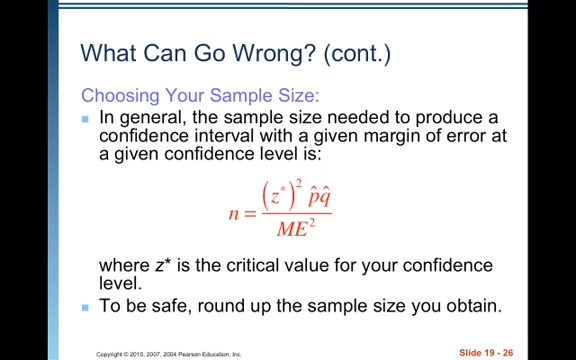 What Can Go Wrong? (cont.)
Choosing Your Sample Size:
■ In general, the sample size needed to produce a
confidence interval with a given margin of error at
a given confidence level is:
n = (z*)² p̂q̂ / ME²
where z* is the critical value for your confidence
level.
■ To be safe, round up the sample size you obtain.
Copyright © 2010, 2007, 2004 Pearson Education, Inc.
Slide 19 - 26